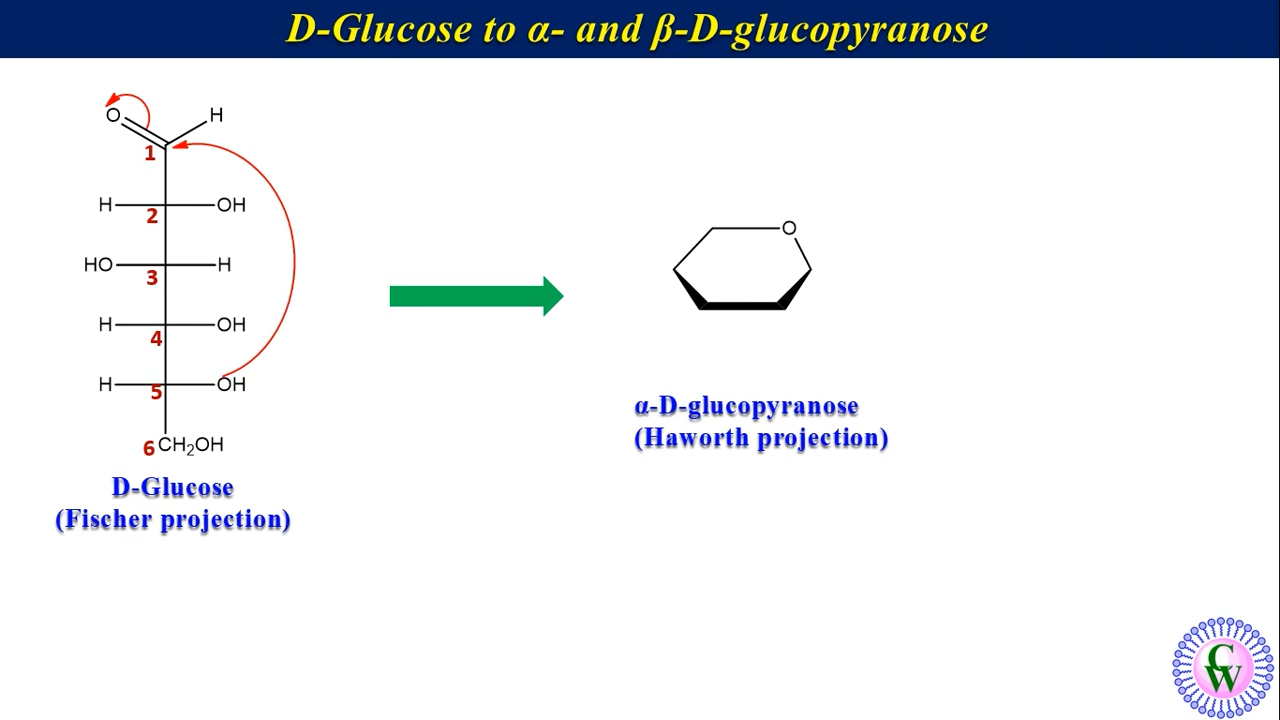 D-Glucose to α- and β-D-glucopyranose
O H
1
H 2 OH
HO 3 H
H 4 OH
H 5 OH
6 CH₂OH
D-Glucose
(Fischer projection)
O
α-D-glucopyranose
(Haworth projection)
C
W